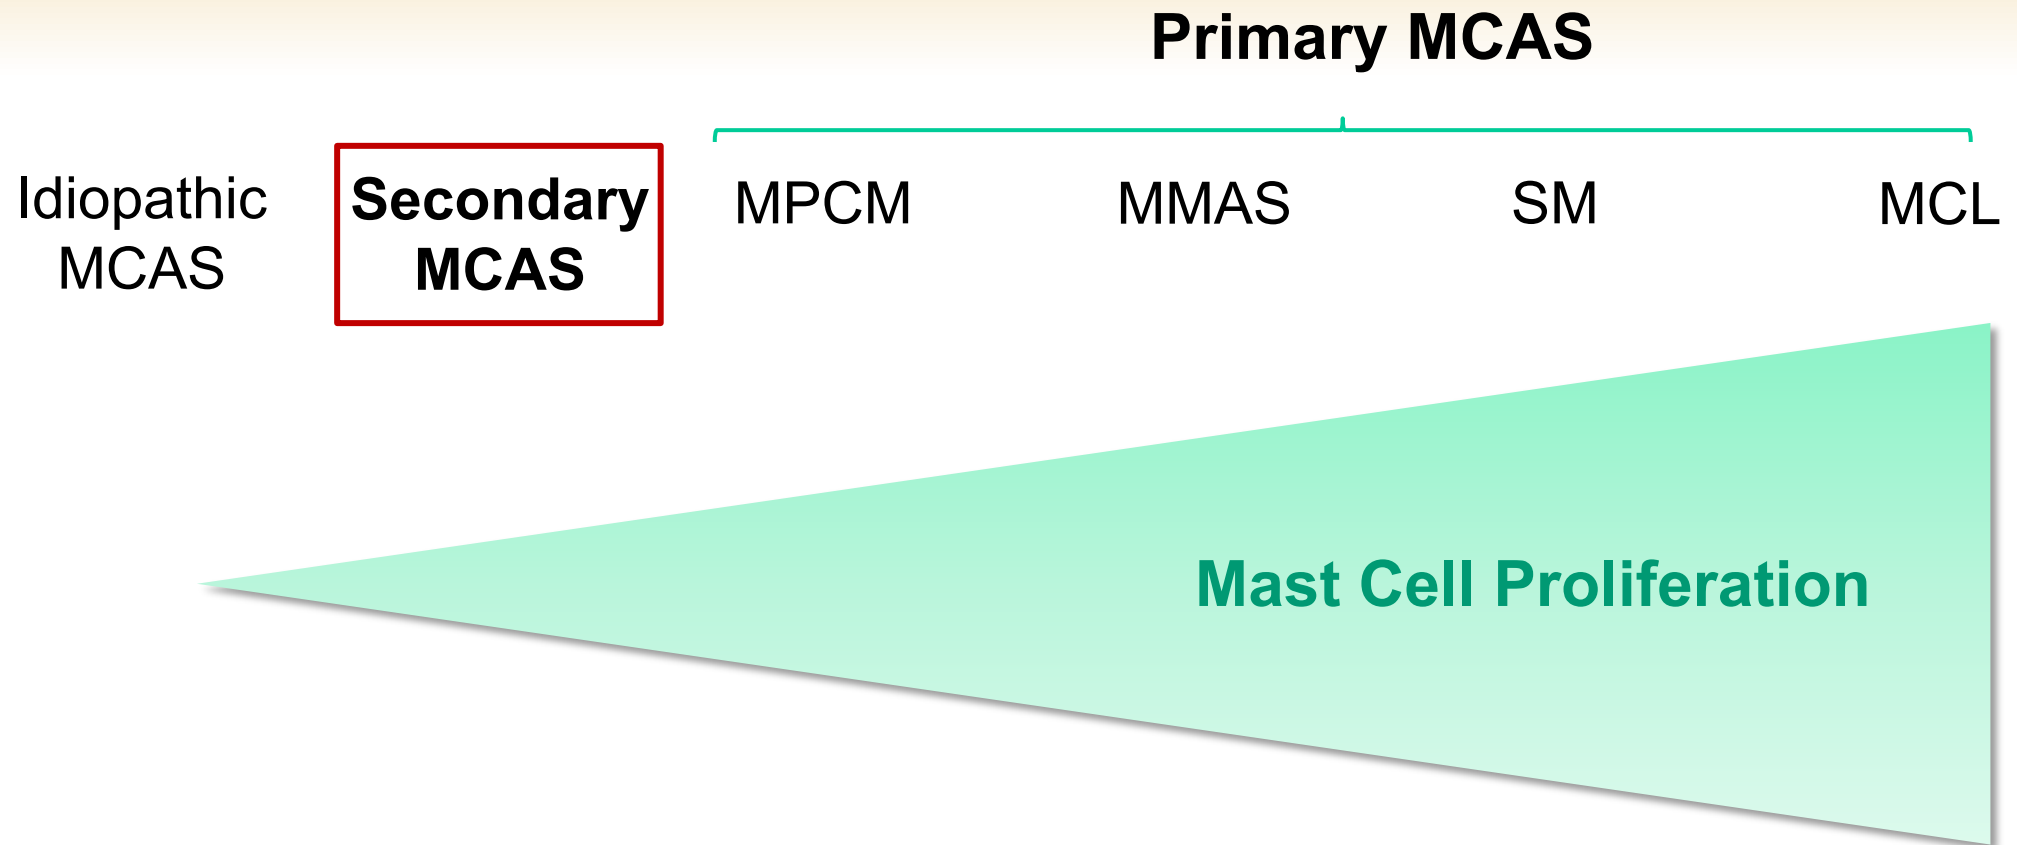 Primary MCAS
Idiopathic
MCAS
Secondary
MCAS
MPCM
MMAS
SM
MCL
Mast Cell Proliferation